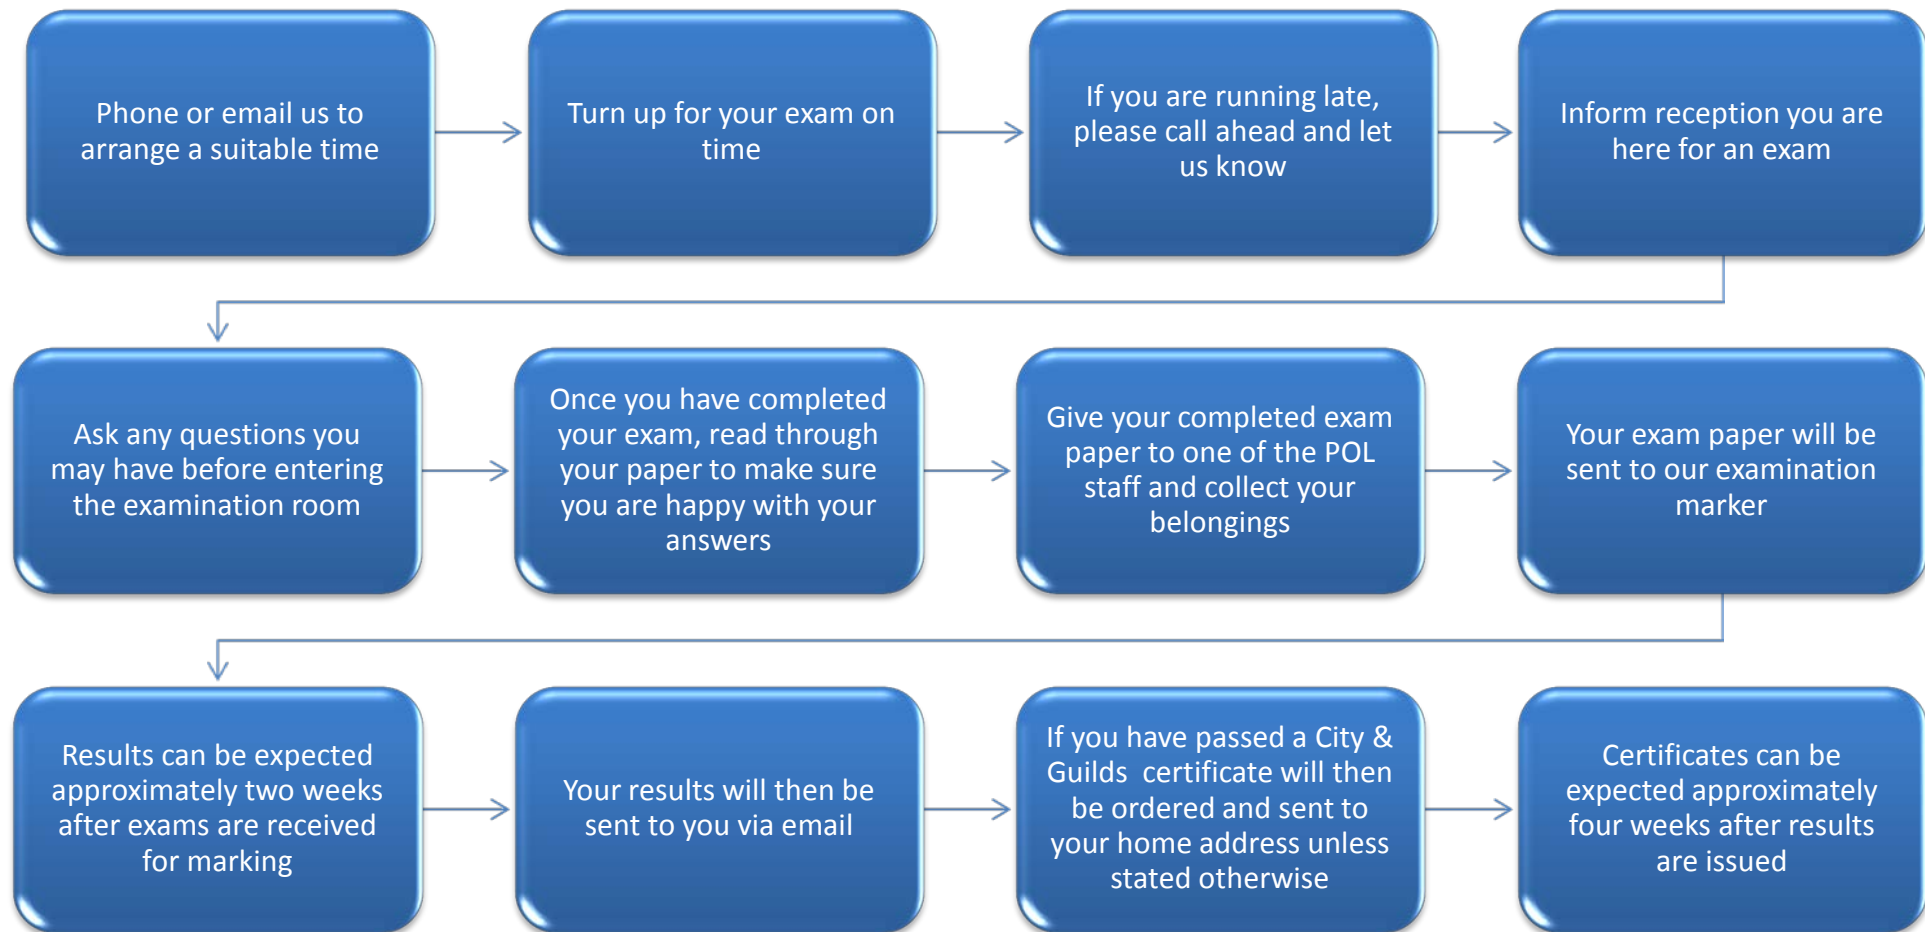 Phone or email us to
arrange a suitable time
Turn up for your exam on
time
If you are running late,
please call ahead and let
us know
Inform reception you are
here for an exam
Ask any questions you
may have before entering
the examination room
Once you have completed
your exam, read through
your paper to make sure
you are happy with your
answers
Give your completed exam
paper to one of the POL
staff and collect your
belongings
Your exam paper will be
sent to our examination
marker
Results can be expected
approximately two weeks
after exams are received
for marking
Your results will then be
sent to you via email
If you have passed a City &
Guilds certificate will then
be ordered and sent to
your home address unless
stated otherwise
Certificates can be
expected approximately
four weeks after results
are issued